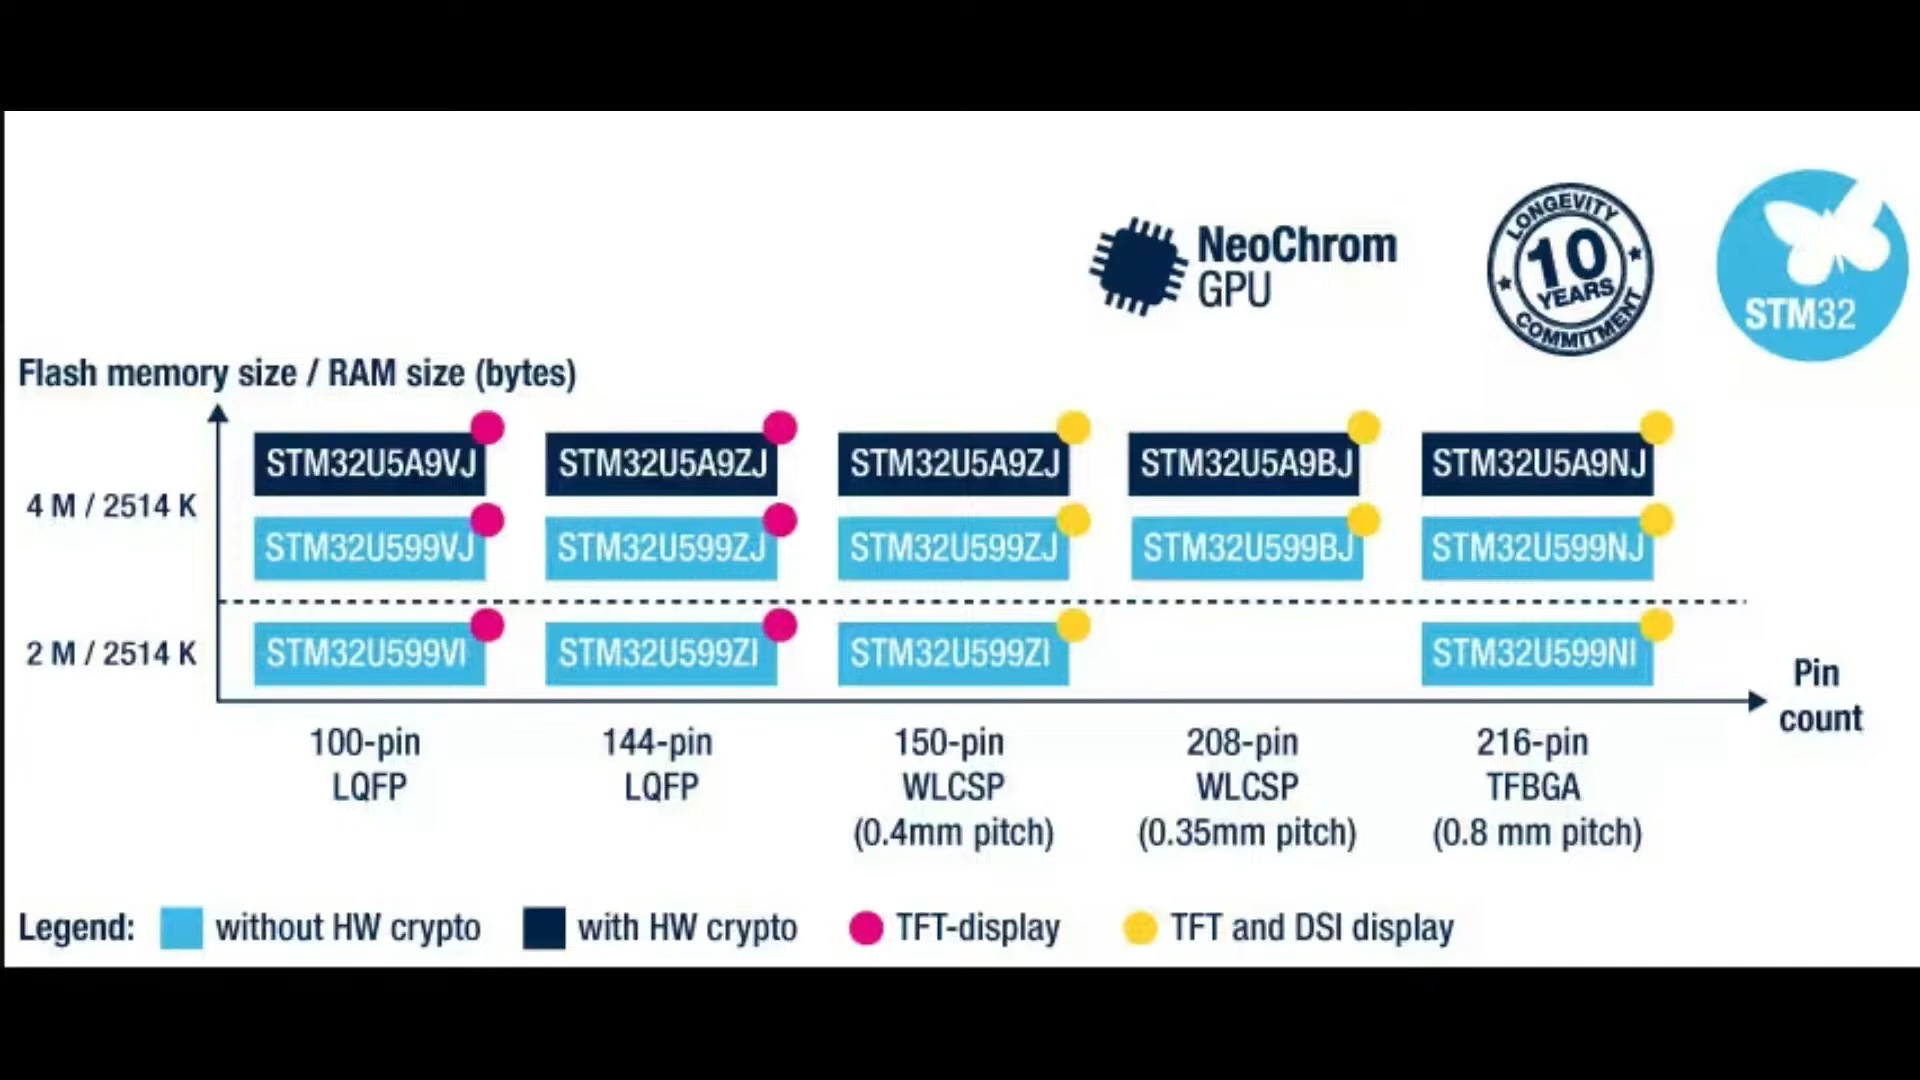 NeoChrom
GPU
LONGEVITY
10
YEARS
COMMITMENT
STM32
Flash memory size / RAM size (bytes)
4 M / 2514 K
STM32U5A9VJ
STM32U5A9ZJ
STM32U5A9ZJ
STM32U5A9BJ
STM32U5A9NJ
STM32U599VJ
STM32U599ZJ
STM32U599ZJ
STM32U599BJ
STM32U599NJ
2 M / 2514 K
STM32U599VI
STM32U599ZI
STM32U599ZI
STM32U599NI
Pin
count
100-pin
LQFP
144-pin
LQFP
150-pin
WLCSP
(0.4mm pitch)
208-pin
WLCSP
(0.35mm pitch)
216-pin
TFBGA
(0.8 mm pitch)
Legend:
without HW crypto
with HW crypto
TFT-display
TFT and DSI display